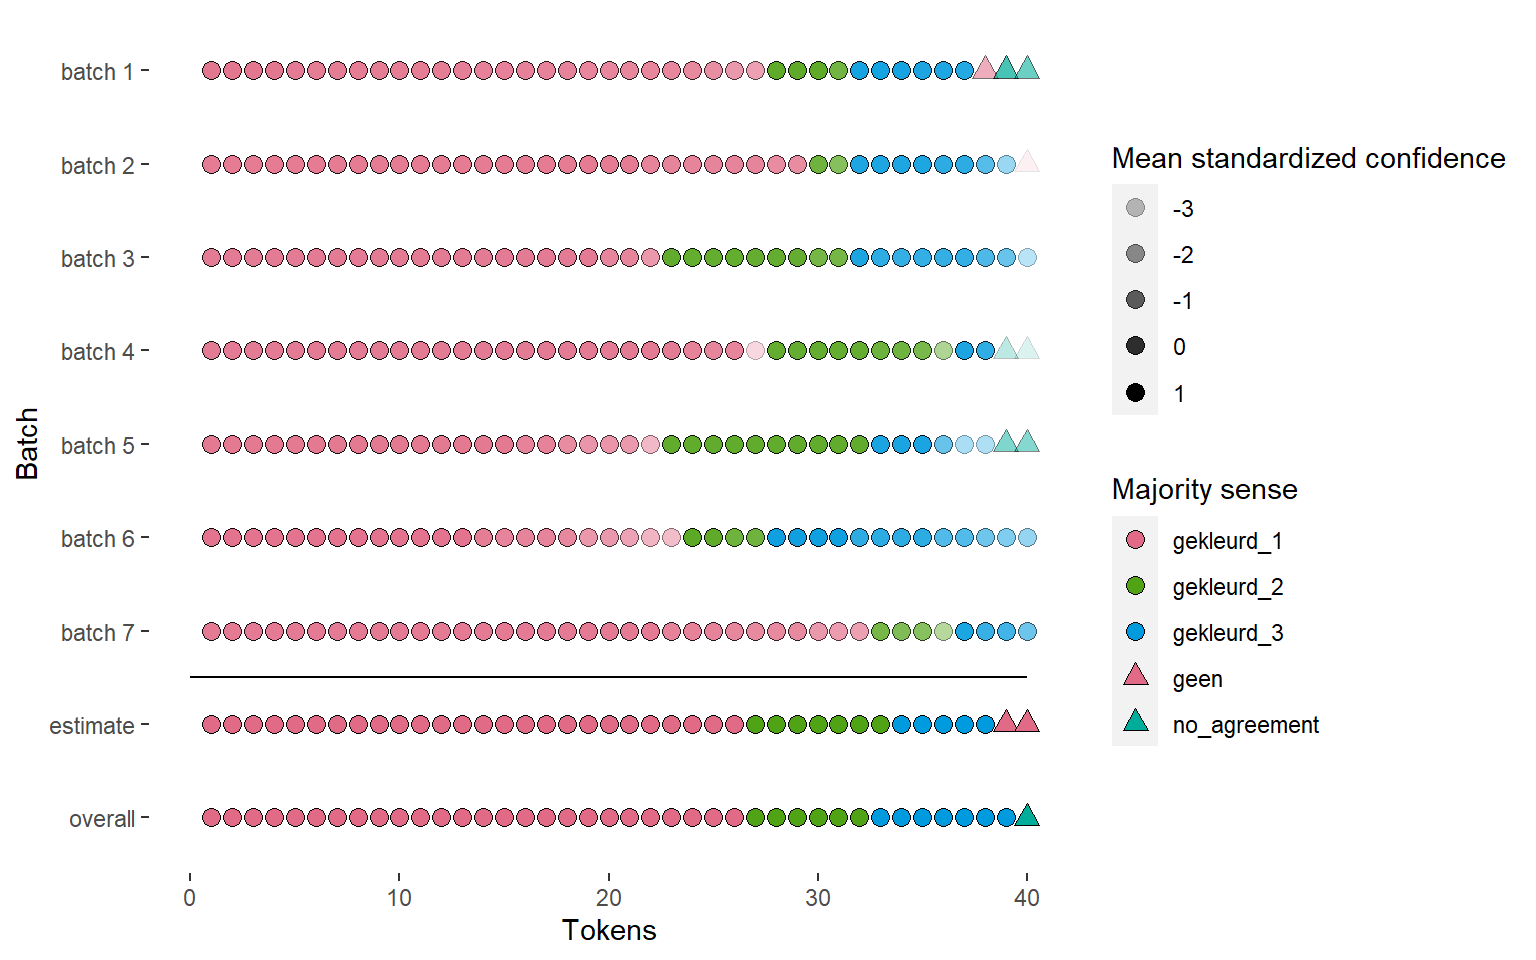 batch 1
batch 2
batch 3
batch 4
batch 5
batch 6
batch 7
estimate
overall
Batch
0 10 20 30 40
Tokens
Mean standardized confidence
-3
-2
-1
0
1
Majority sense
gekleurd_1
gekleurd_2
gekleurd_3
geen
no_agreement